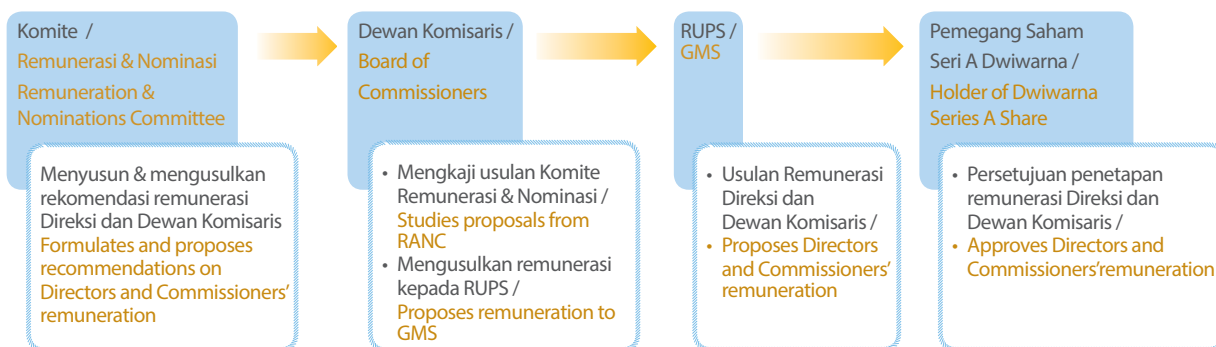 Komite /
Remunerasi & Nominasi
Remuneration &
Nominations Committee
Menyusun & mengusulkan
rekomendasi remunerasi
Direksi dan Dewan Komisaris
Formulates and proposes
recommendations on
Directors and Commissioners'
remuneration
Dewan Komisaris /
Board of
Commissioners
• Mengkaji usulan Komite
Remunerasi & Nominasi /
Studies proposals from
RANC
• Mengusulkan remunerasi
kepada RUPS /
Proposes remuneration to
GMS
RUPS /
GMS
• Usulan Remunerasi
Direksi dan
Dewan Komisaris /
• Proposes Directors
and Commissioners'
remuneration
Pemegang Saham
Seri A Dwiwarna /
Holder of Dwiwarna
Series A Share
• Persetujuan penetapan
remunerasi Direksi dan
Dewan Komisaris /
• Approves Directors and
Commissioners'remuneration